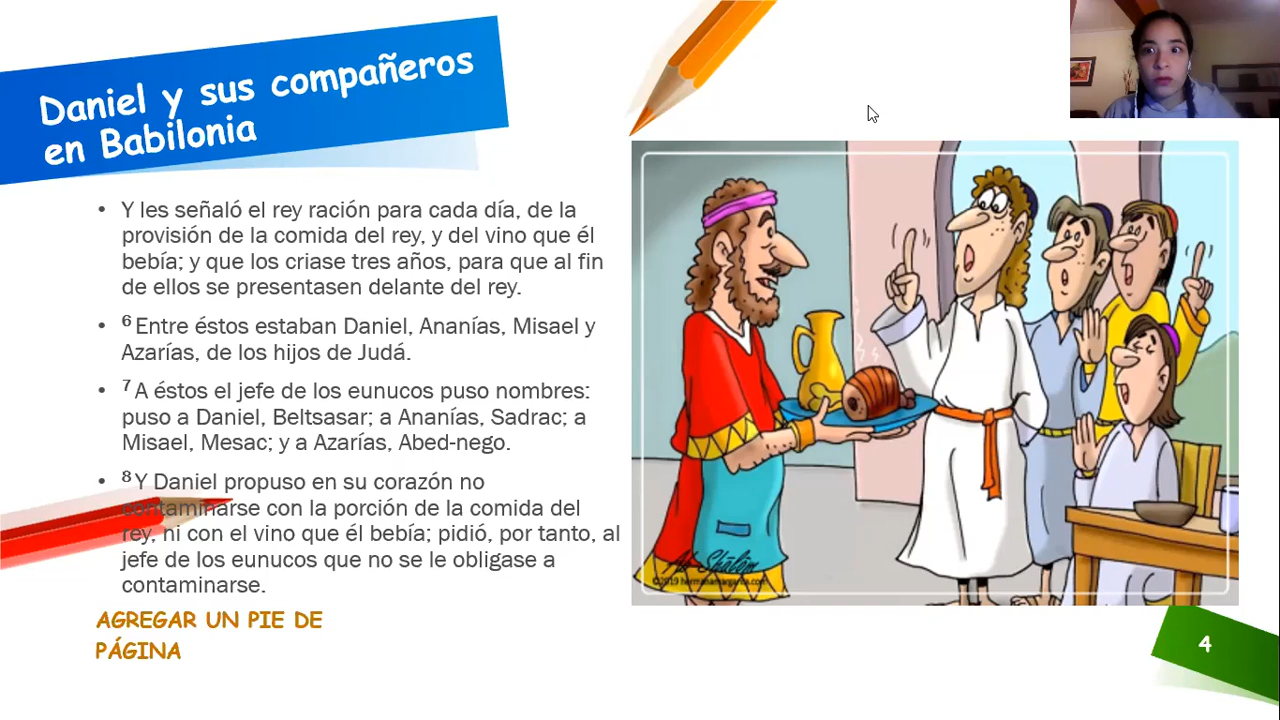 Daniel y sus compañeros
en Babilonia
• Y les señaló el rey ración para cada día, de la
provisión de la comida del rey, y del vino que él
bebía; y que los criase tres años, para que al fin
de ellos se presentasen delante del rey.
• 6 Entre éstos estaban Daniel, Ananías, Misael y
Azarías, de los hijos de Judá.
• 7 A éstos el jefe de los eunucos puso nombres:
puso a Daniel, Beltsasar; a Ananías, Sadrac; a
Misael, Mesac; y a Azarías, Abed-nego.
• 8 Y Daniel propuso en su corazón no
contaminarse con la porción de la comida del
rey, ni con el vino que él bebía; pidió, por tanto, al
jefe de los eunucos que no se le obligase a
contaminarse.
AGREGAR UN PIE DE
PÁGINA
©2019 hermanamargarita.com
4